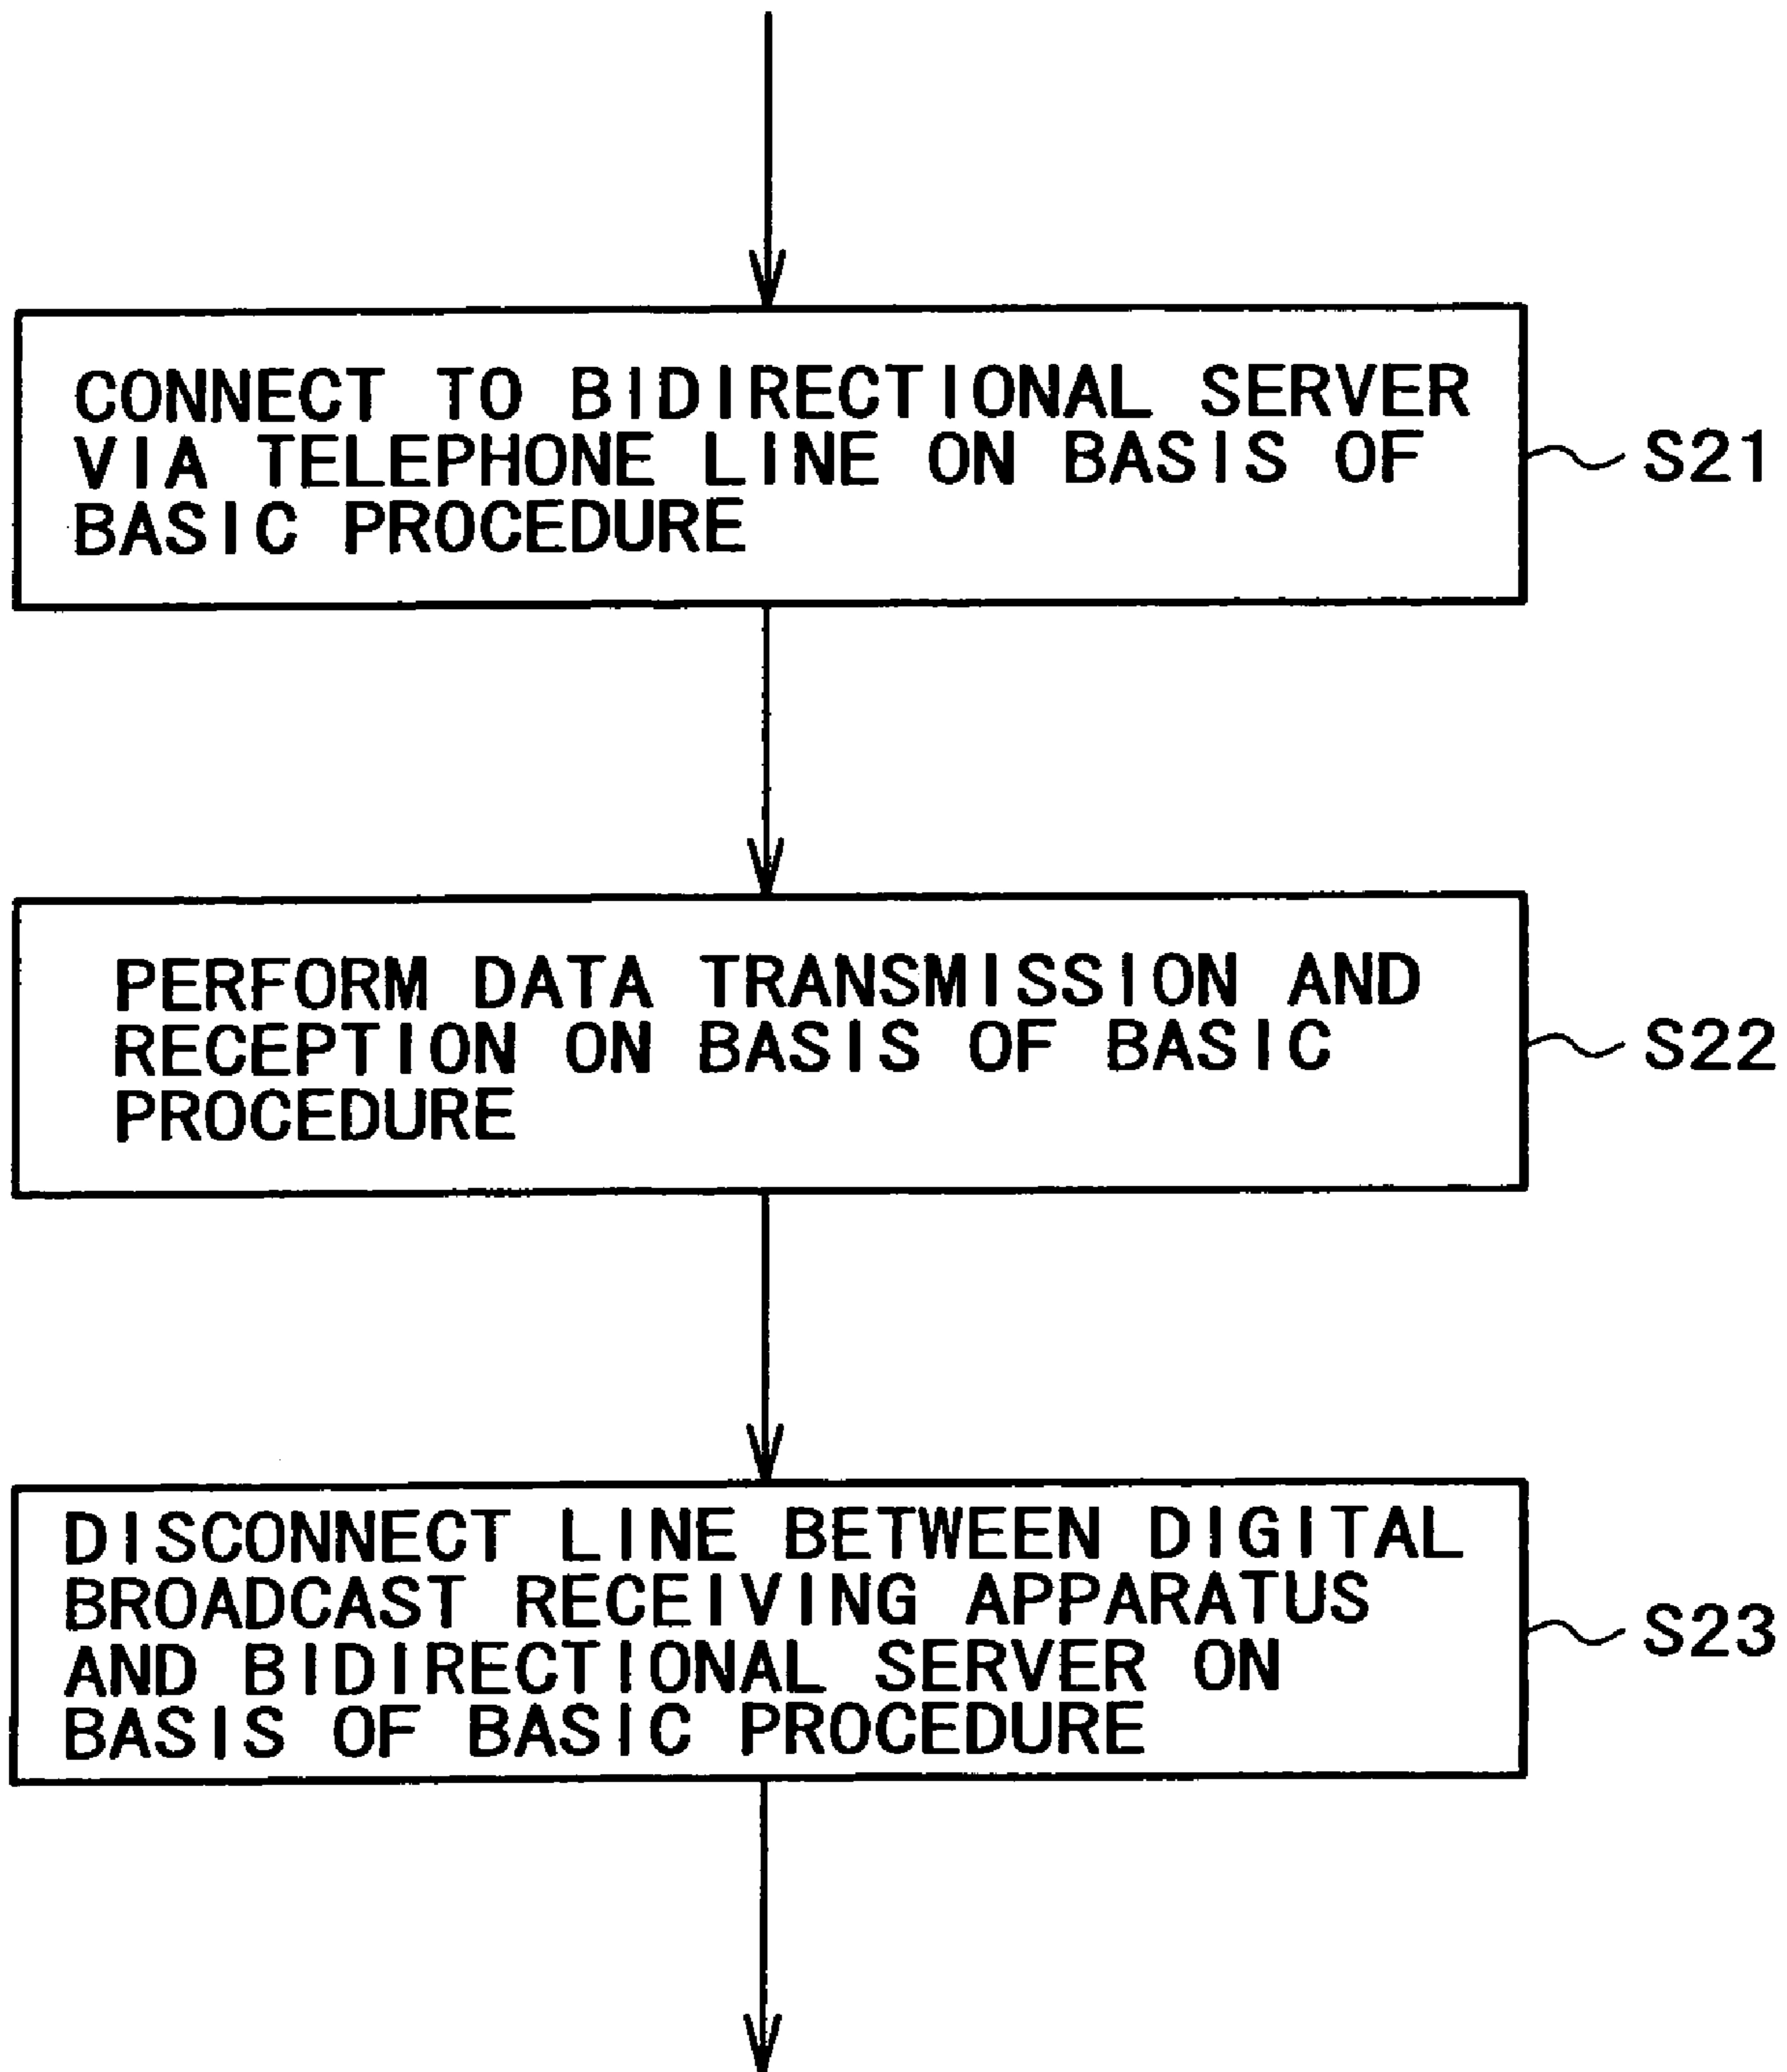 CONNECT TO BIDIRECTIONAL SERVER
VIA TELEPHONE LINE ON BASIS OF
BASIC PROCEDURE
S21
PERFORM DATA TRANSMISSION AND
RECEPTION ON BASIS OF BASIC
PROCEDURE
S22
DISCONNECT LINE BETWEEN DIGITAL
BROADCAST RECEIVING APPARATUS
AND BIDIRECTIONAL SERVER ON
BASIS OF BASIC PROCEDURE
S23